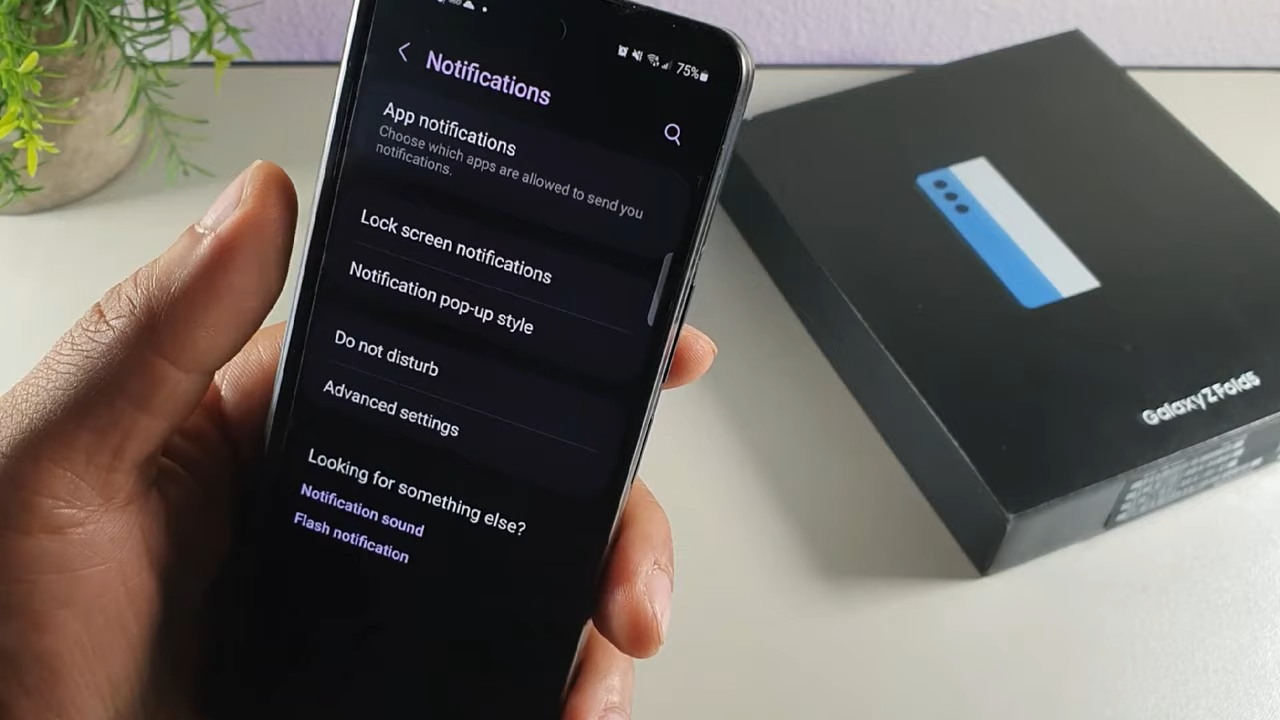 75%
Notifications
App notifications
Choose which apps are allowed to send you
notifications.
Lock screen notifications
Notification pop-up style
Do not disturb
Advanced settings
Looking for something else?
Notification sound
Flash notification
Galaxy Z Fold5